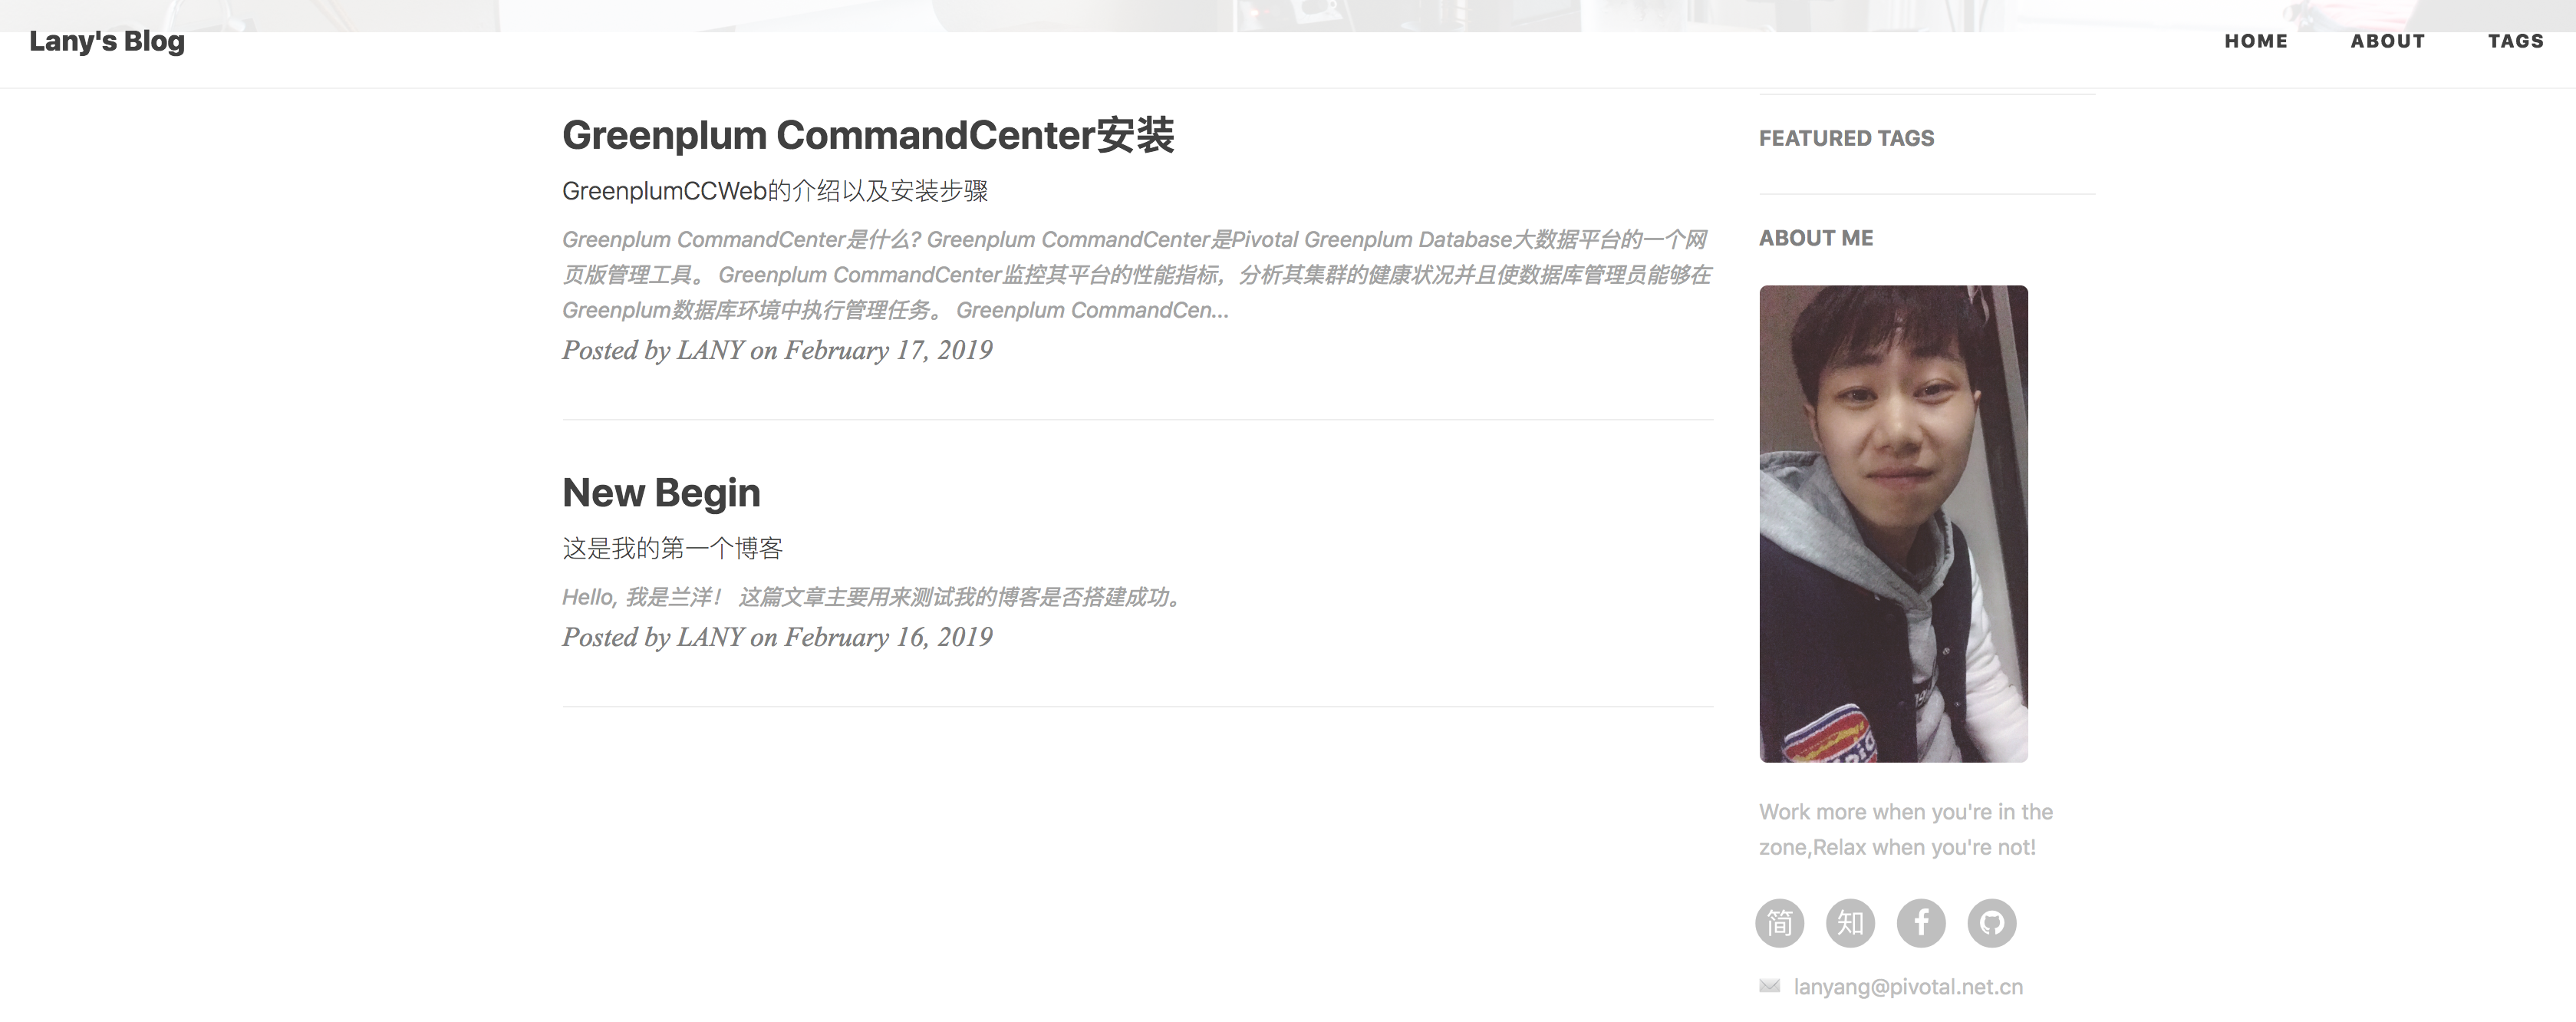 Lany's Blog
HOME ABOUT TAGS
Greenplum CommandCenter安装
GreenplumCCWeb的介绍以及安装步骤
Greenplum CommandCenter是什么? Greenplum CommandCenter是Pivotal Greenplum Database大数据平台的一个网
页版管理工具。 Greenplum CommandCenter监控其平台的性能指标，分析其集群的健康状况并且使数据库管理员能够在
Greenplum数据库环境中执行管理任务。 Greenplum CommandCen...
Posted by LANY on February 17, 2019
New Begin
这是我的第一个博客
Hello, 我是兰洋！ 这篇文章主要用来测试我的博客是否搭建成功。
Posted by LANY on February 16, 2019
FEATURED TAGS
ABOUT ME
Work more when you're in the
zone,Relax when you're not!
简 知 f
lanyang@pivotal.net.cn